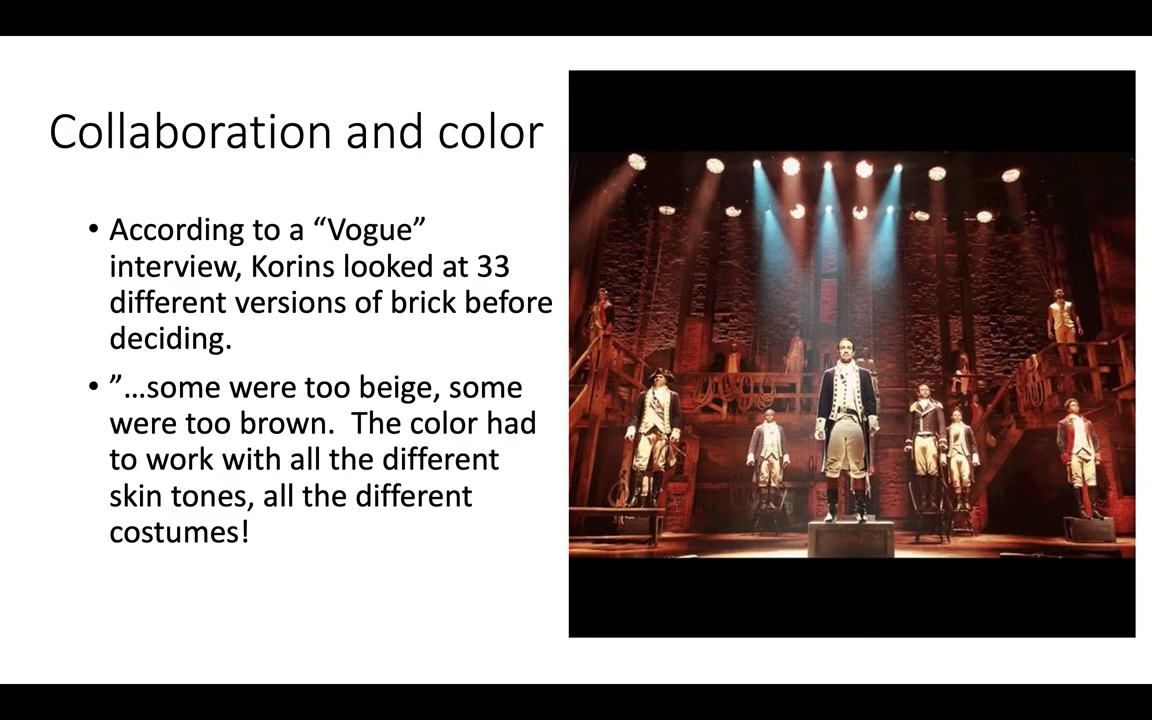 Collaboration and color
• According to a “Vogue”
interview, Korins looked at 33
different versions of brick before
deciding.
• ”…some were too beige, some
were too brown.  The color had
to work with all the different
skin tones, all the different
costumes!